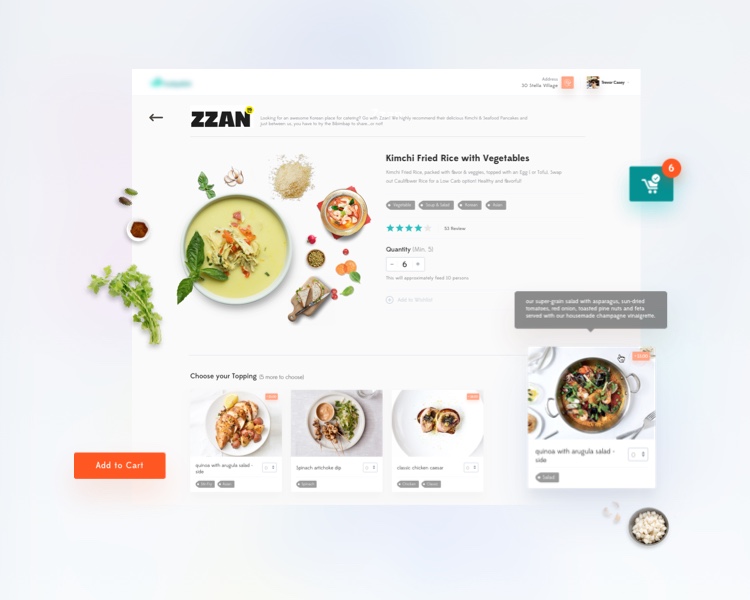 Address
30 Stella Village
Trevor Casey
ZZAN
Looking for an awesome Korean place for catering? Go with Zzan! We highly recommend their delicious Kimchi & Seafood Pancakes and
just between us, you have to try the Bibimbap to share...or not!
Kimchi Fried Rice with Vegetables
Kimchi Fried Rice, packed with flavor & veggies, topped with an Egg ( or Tofu). Swap
out Cauliflower Rice for a Low Carb option! Healthy and flavorful!
Vegetable
Soup & Salad
Korean
Asian
Review
Quantity (Min. 5)
- 6 +
This will approximately feed
persons
Add to Wishlist
6
our super-grain salad with asparagus, sun-dried
tomatoes, red onion, toasted pine nuts and feta
served with our housemade champagne vinaigrette.
Choose your Topping (5 more to choose)
quinoa with arugula salad -
side
Spinach artichoke dip
Spinach
classic chicken caesar
Chicken
Classic
quinoa with arugula salad -
side
0
Salad
Add to Cart